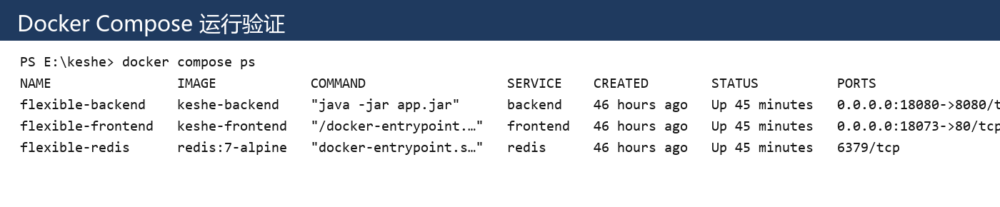 Docker Compose 运行验证
PS E:\keshe> docker compose ps
NAME IMAGE COMMAND SERVICE CREATED STATUS PORTS
flexible-backend keshe-backend "java -jar app.jar" backend 46 hours ago Up 45 minutes 0.0.0.0:18080->8080/t
flexible-frontend keshe-frontend "/docker-entrypoint.…" frontend 46 hours ago Up 45 minutes 0.0.0.0:18073->80/tcp
flexible-redis redis:7-alpine "docker-entrypoint.s…" redis 46 hours ago Up 45 minutes 6379/tcp